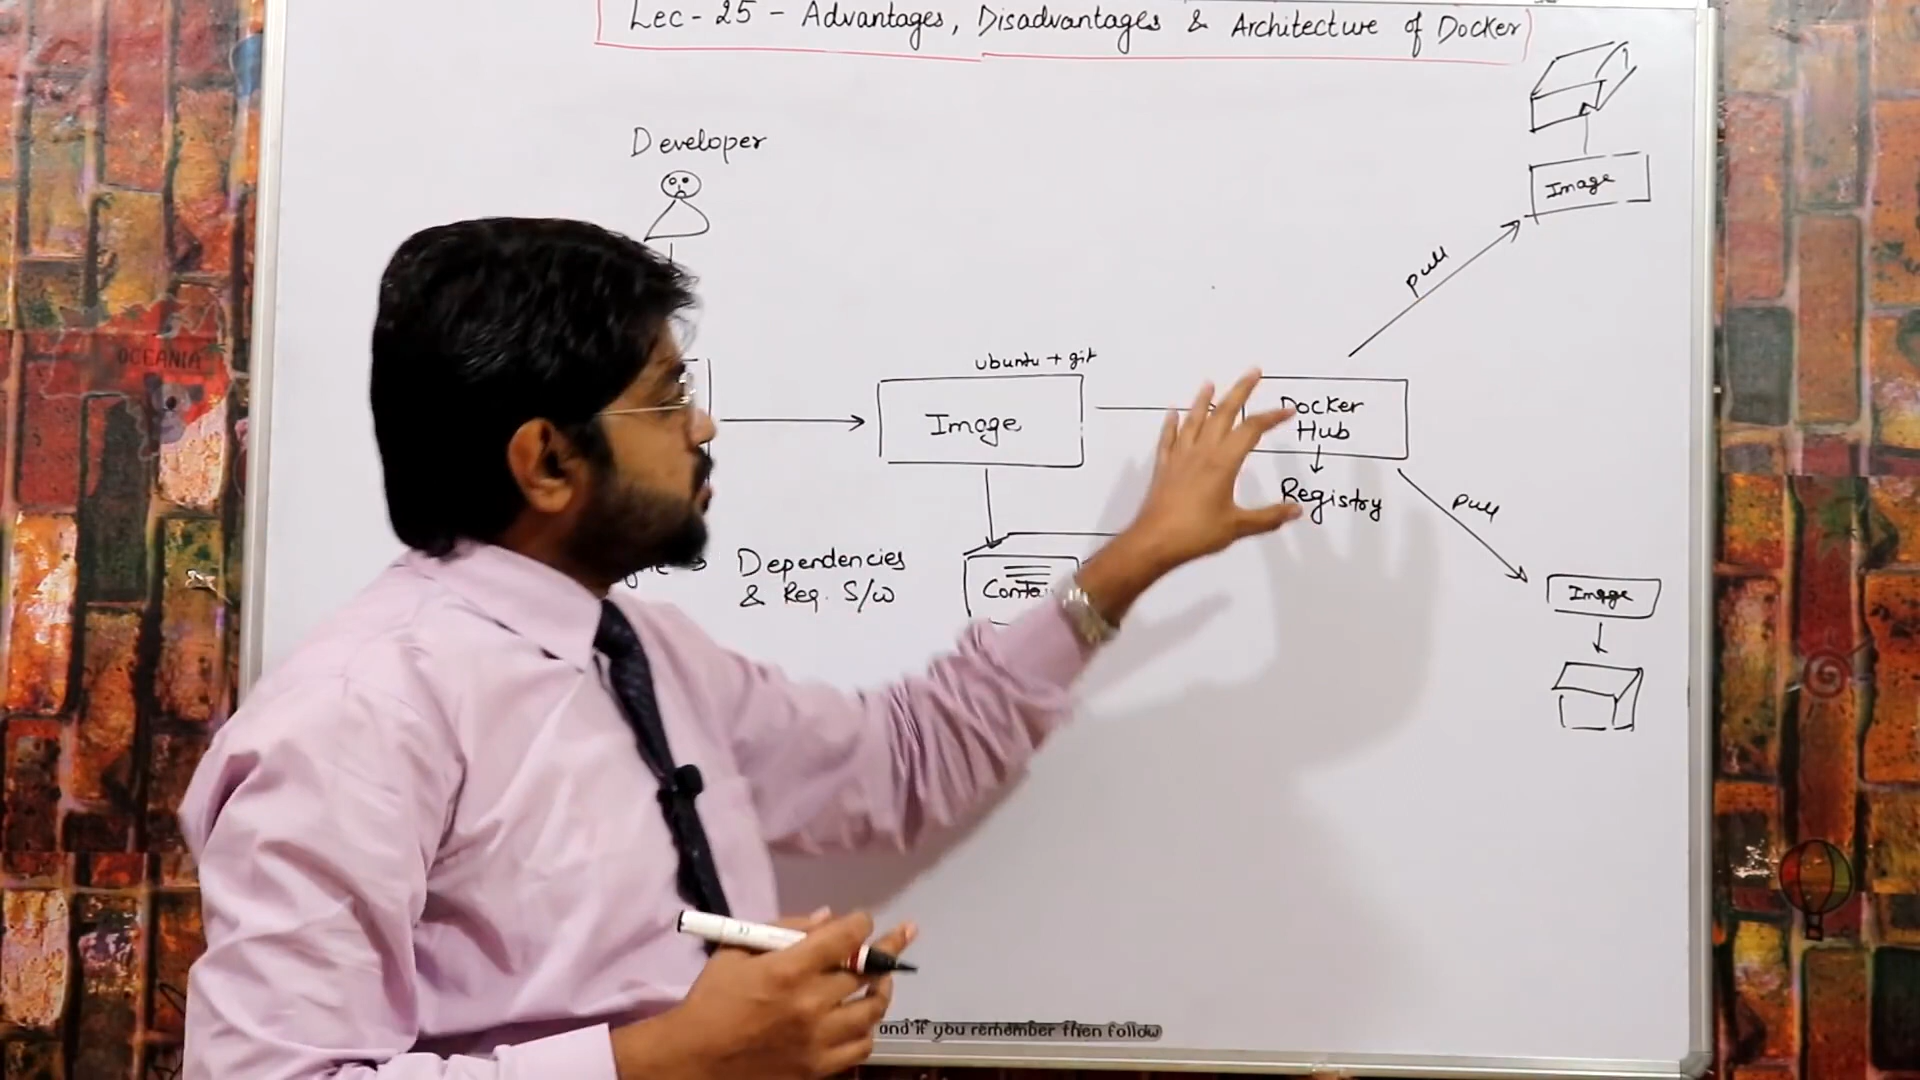 Lec - 25 - Advantages, Disadvantages & Architecture of Docker
Developer
Image
OCEANIA
Pull
ubuntu + git
Image
Docker
Hub
Registry
Pull
Dependencies
& Req. S/W
Image
and if you remember then follow